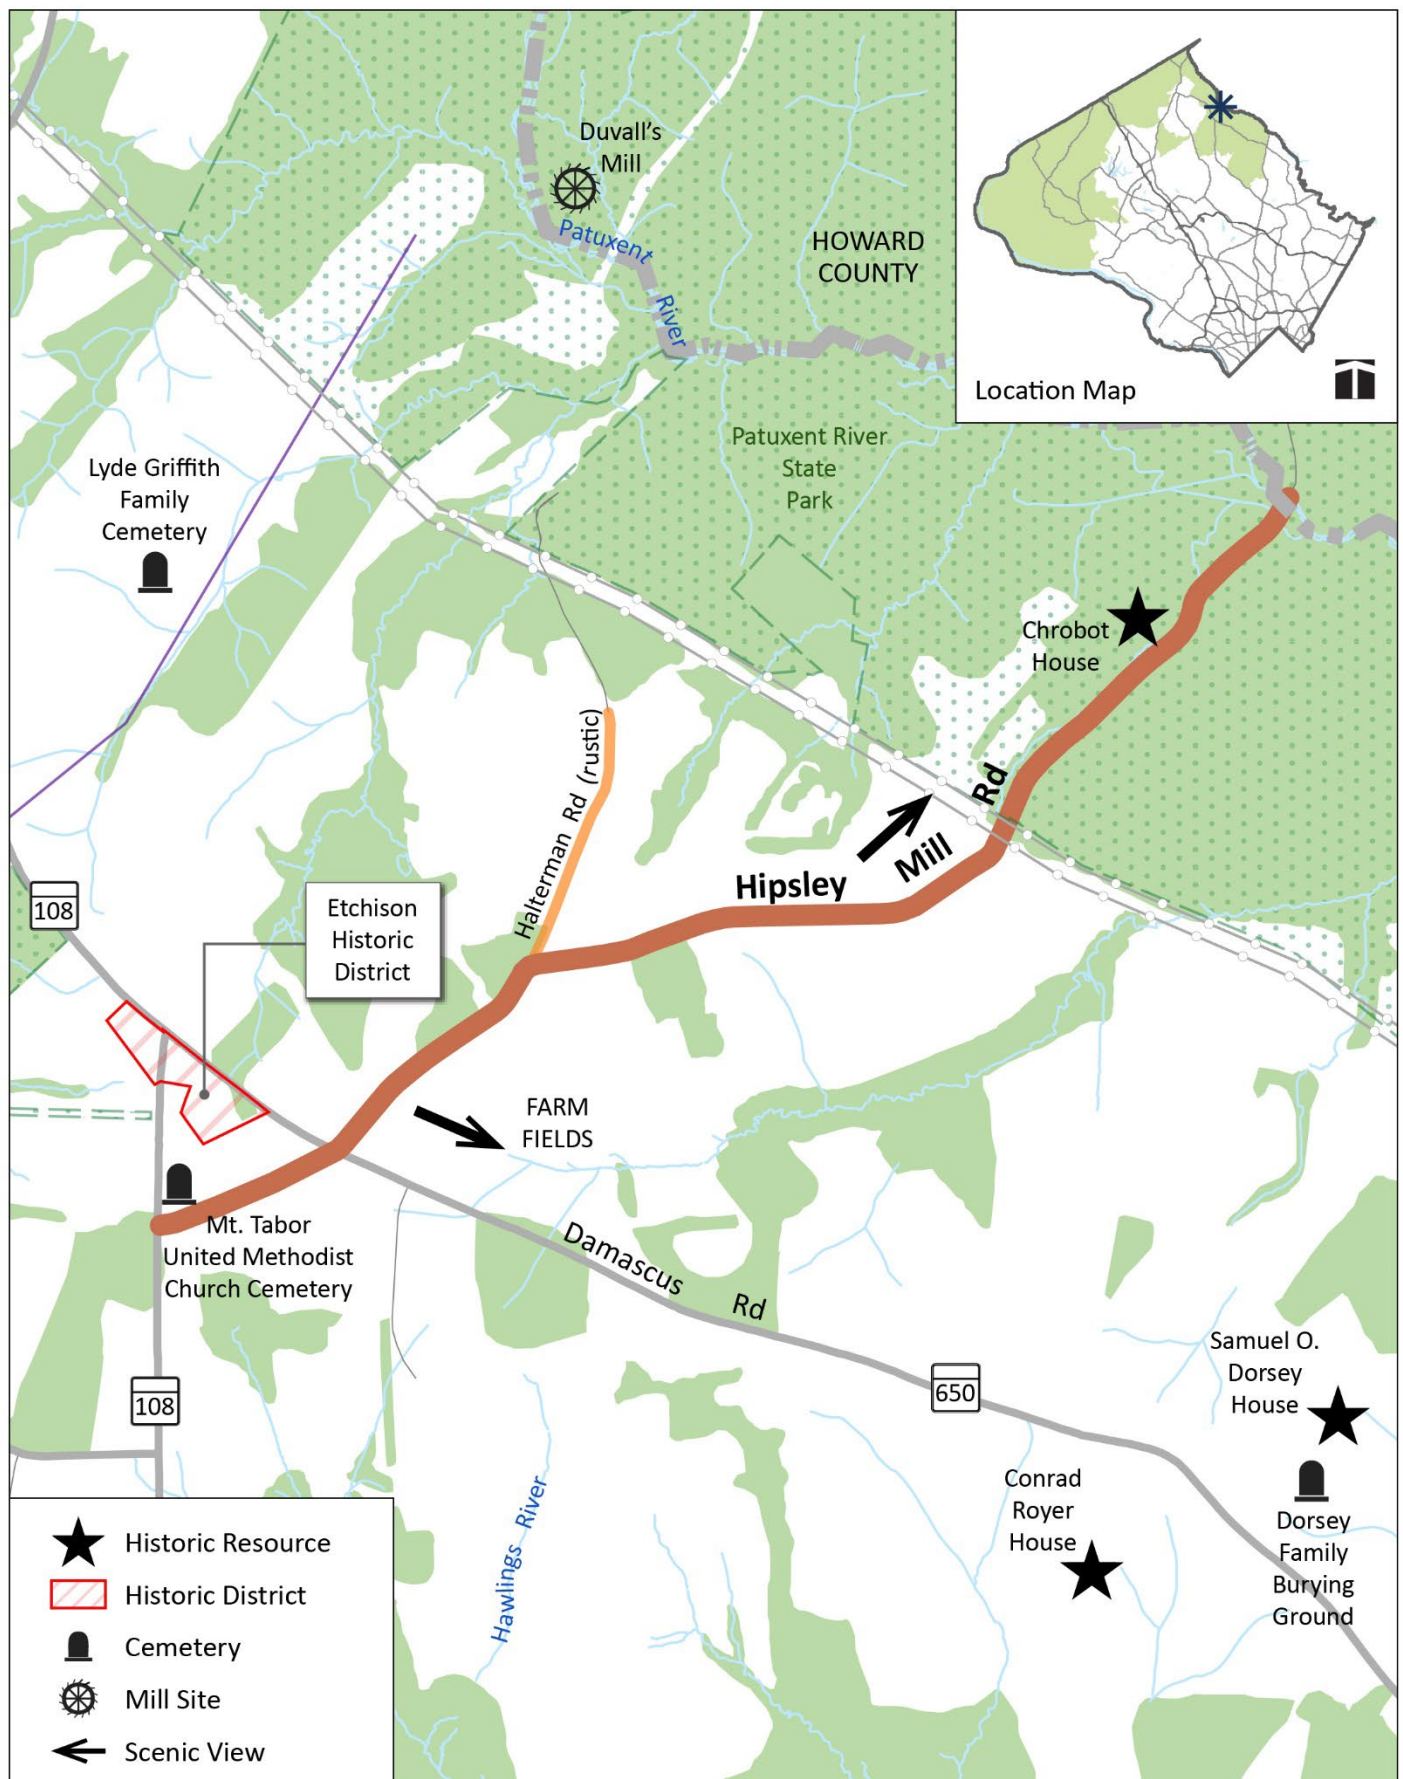 Duvall's
Mill
Patuxent
River
HOWARD
COUNTY
Location Map
Patuxent River
State
Park
Lyde Griffith
Family
Cemetery
Chrobot
House
Halterman Rd (rustic)
Hipsley Mill Rd
108
Etchison
Historic
District
FARM
FIELDS
Mt. Tabor
United Methodist
Church Cemetery
Damascus Rd
108
650
Samuel O.
Dorsey
House
Conrad
Royer
House
Dorsey
Family
Burying
Ground
Hawlings River
Historic Resource
Historic District
Cemetery
Mill Site
Scenic View